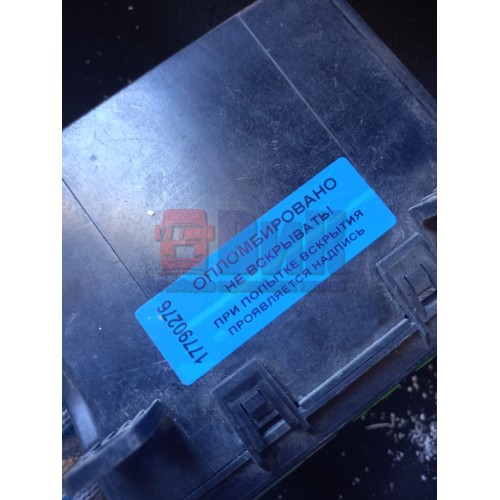 ОПЛОМБИРОВАНО
НЕ ВСКРЫВАТЬ!
ПРИ ПОПЫТКЕ ВСКРЫТИЯ
ПРОЯВЛЯЕТСЯ НАДПИСЬ
17790276